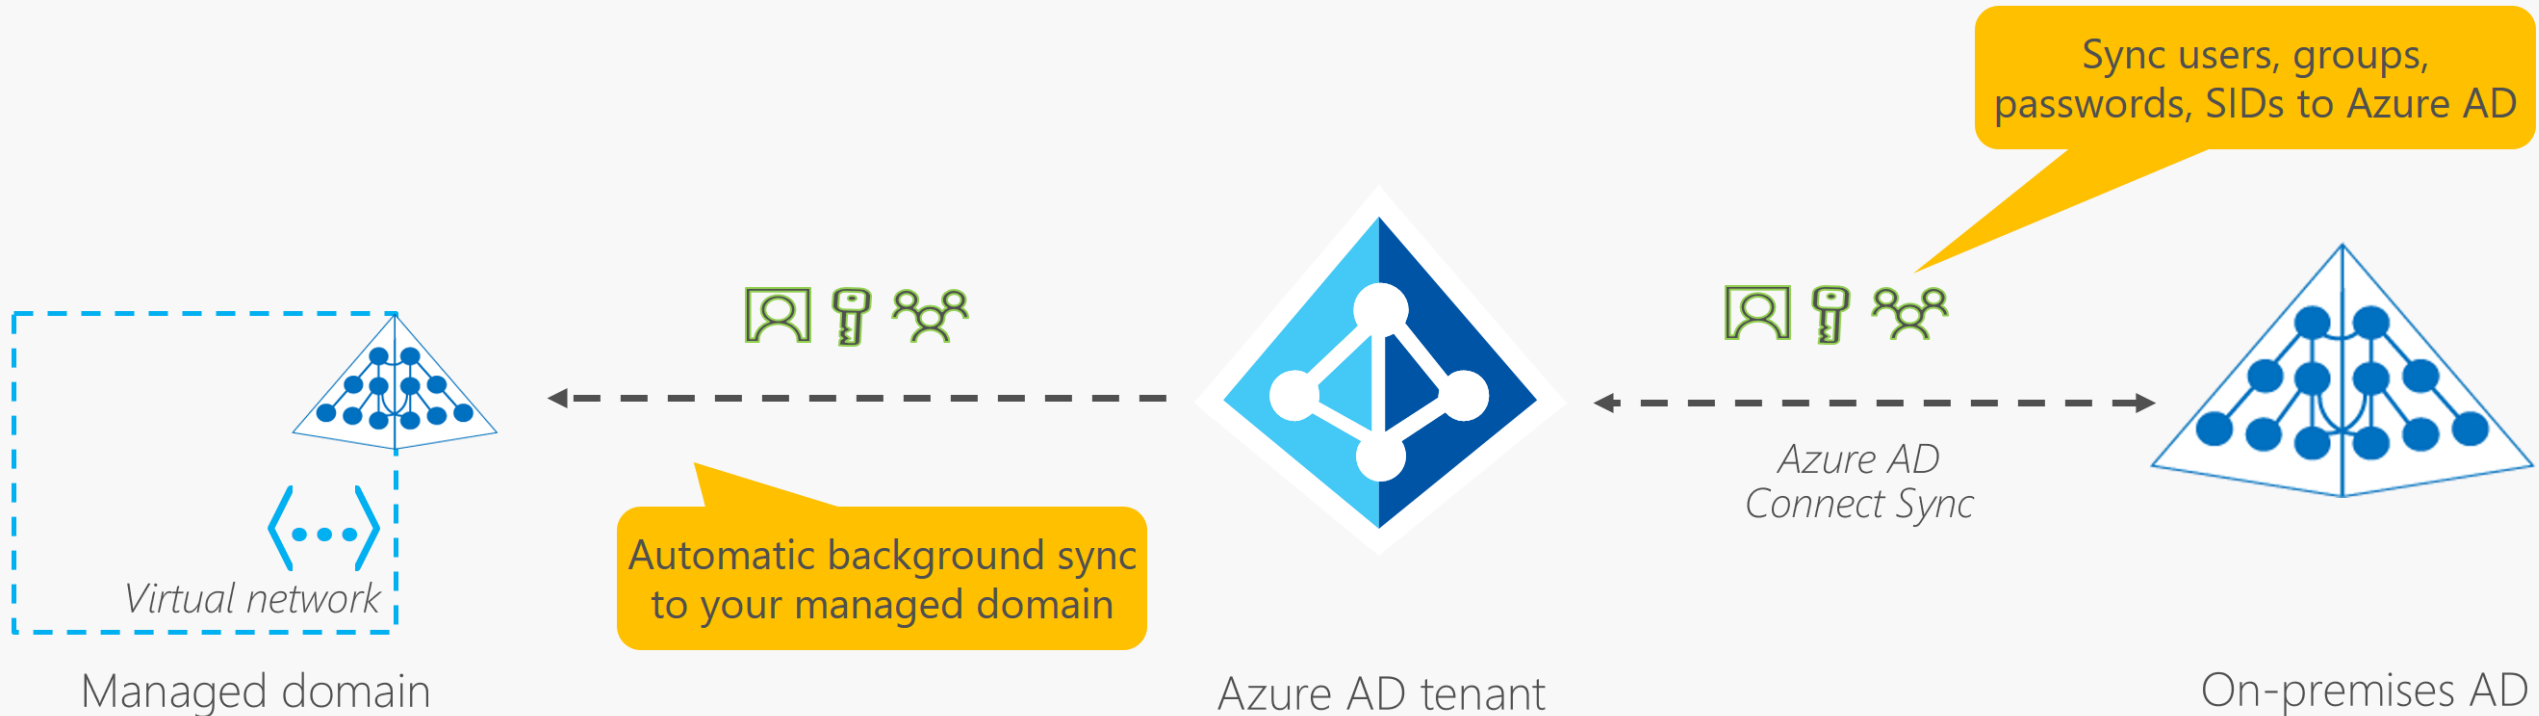 Sync users, groups,
passwords, SIDs to Azure AD
Azure AD
Connect Sync
Automatic background sync
to your managed domain
Virtual network
Managed domain
Azure AD tenant
On-premises AD